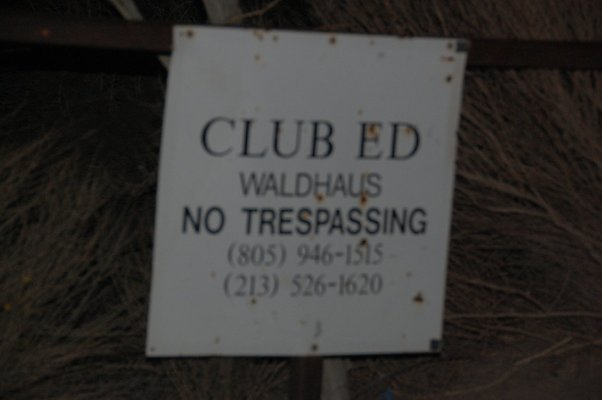 CLUB ED
WALDHAUS
NO TRESPASSING
(805) 946-1515
(213) 526-1620